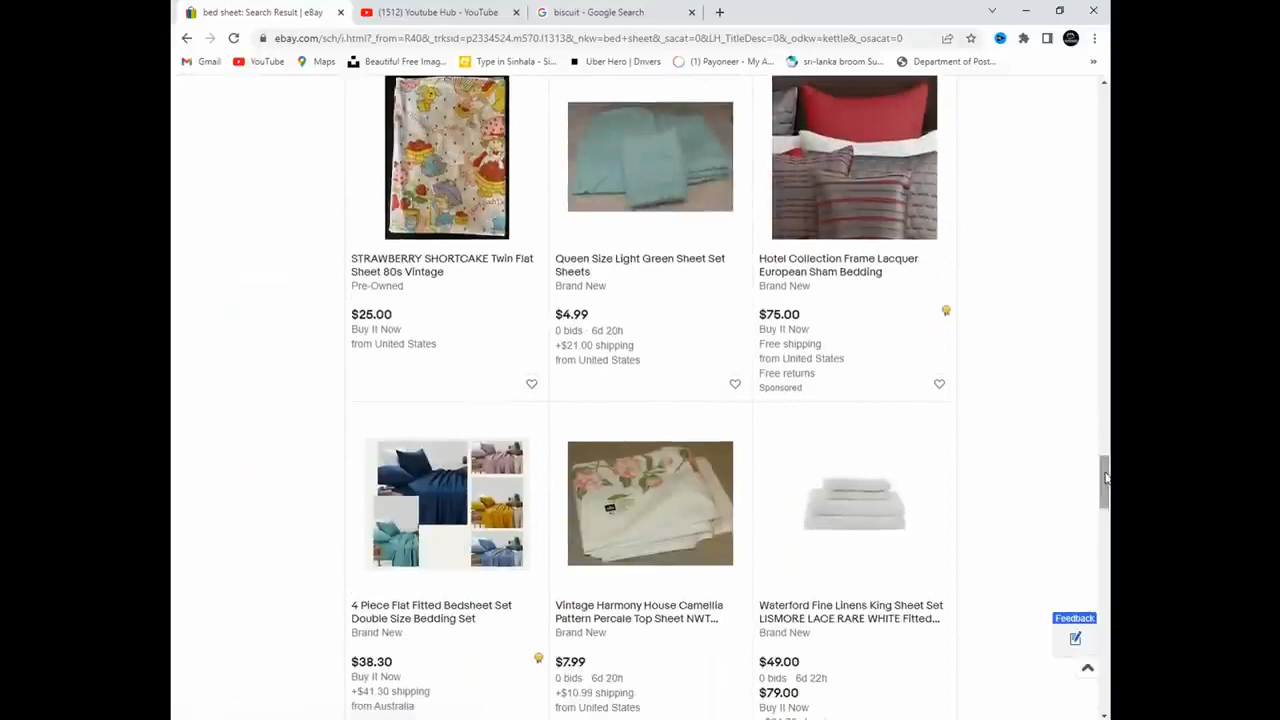 bed sheet: Search Result | eBay
(1512) Youtube Hub - YouTube
biscuit - Google Search
ebay.com/sch/i.html?_from=R40&_trksid=p2334524.m570.l1313&_nkw=bed+sheet&_sacat=0&LH_TitleDesc=0&_odkw=kettle&_osacat=0
Gmail
YouTube
Maps
Beautiful Free Imag...
Type in Sinhala - Si...
Uber Hero | Drivers
(1) Payoneer - My A...
sri-lanka broom Su...
Department of Post...
»
STRAWBERRY SHORTCAKE Twin Flat
Sheet 80s Vintage
Pre-Owned
$25.00
Buy It Now
from United States
Queen Size Light Green Sheet Set
Sheets
Brand New
$4.99
0 bids · 6d 20h
+$21.00 shipping
from United States
Hotel Collection Frame Lacquer
European Sham Bedding
Brand New
$75.00
Buy It Now
Free shipping
from United States
Free returns
Sponsored
4 Piece Flat Fitted Bedsheet Set
Double Size Bedding Set
Brand New
$38.30
Buy It Now
+$41.30 shipping
from Australia
Vintage Harmony House Camellia
Pattern Percale Top Sheet NWT...
Brand New
$7.99
0 bids · 6d 20h
+$10.99 shipping
from United States
Waterford Fine Linens King Sheet Set
LISMORE LACE RARE WHITE Fitted...
Brand New
$49.00
0 bids · 6d 22h
$79.00
Buy It Now
Feedback